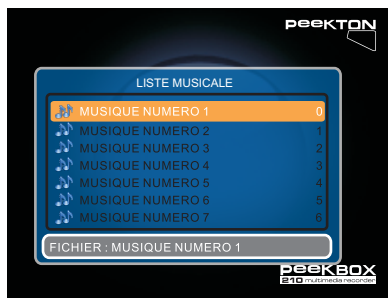 PEEKTON
LISTE MUSICALE
MUSIQUE NUMERO 1 0
MUSIQUE NUMERO 2 1
MUSIQUE NUMERO 3 2
MUSIQUE NUMERO 4 3
MUSIQUE NUMERO 5 4
MUSIQUE NUMERO 6 5
MUSIQUE NUMERO 7 6
FICHIER : MUSIQUE NUMERO 1
PEEKBOX
210 multimedia recorder